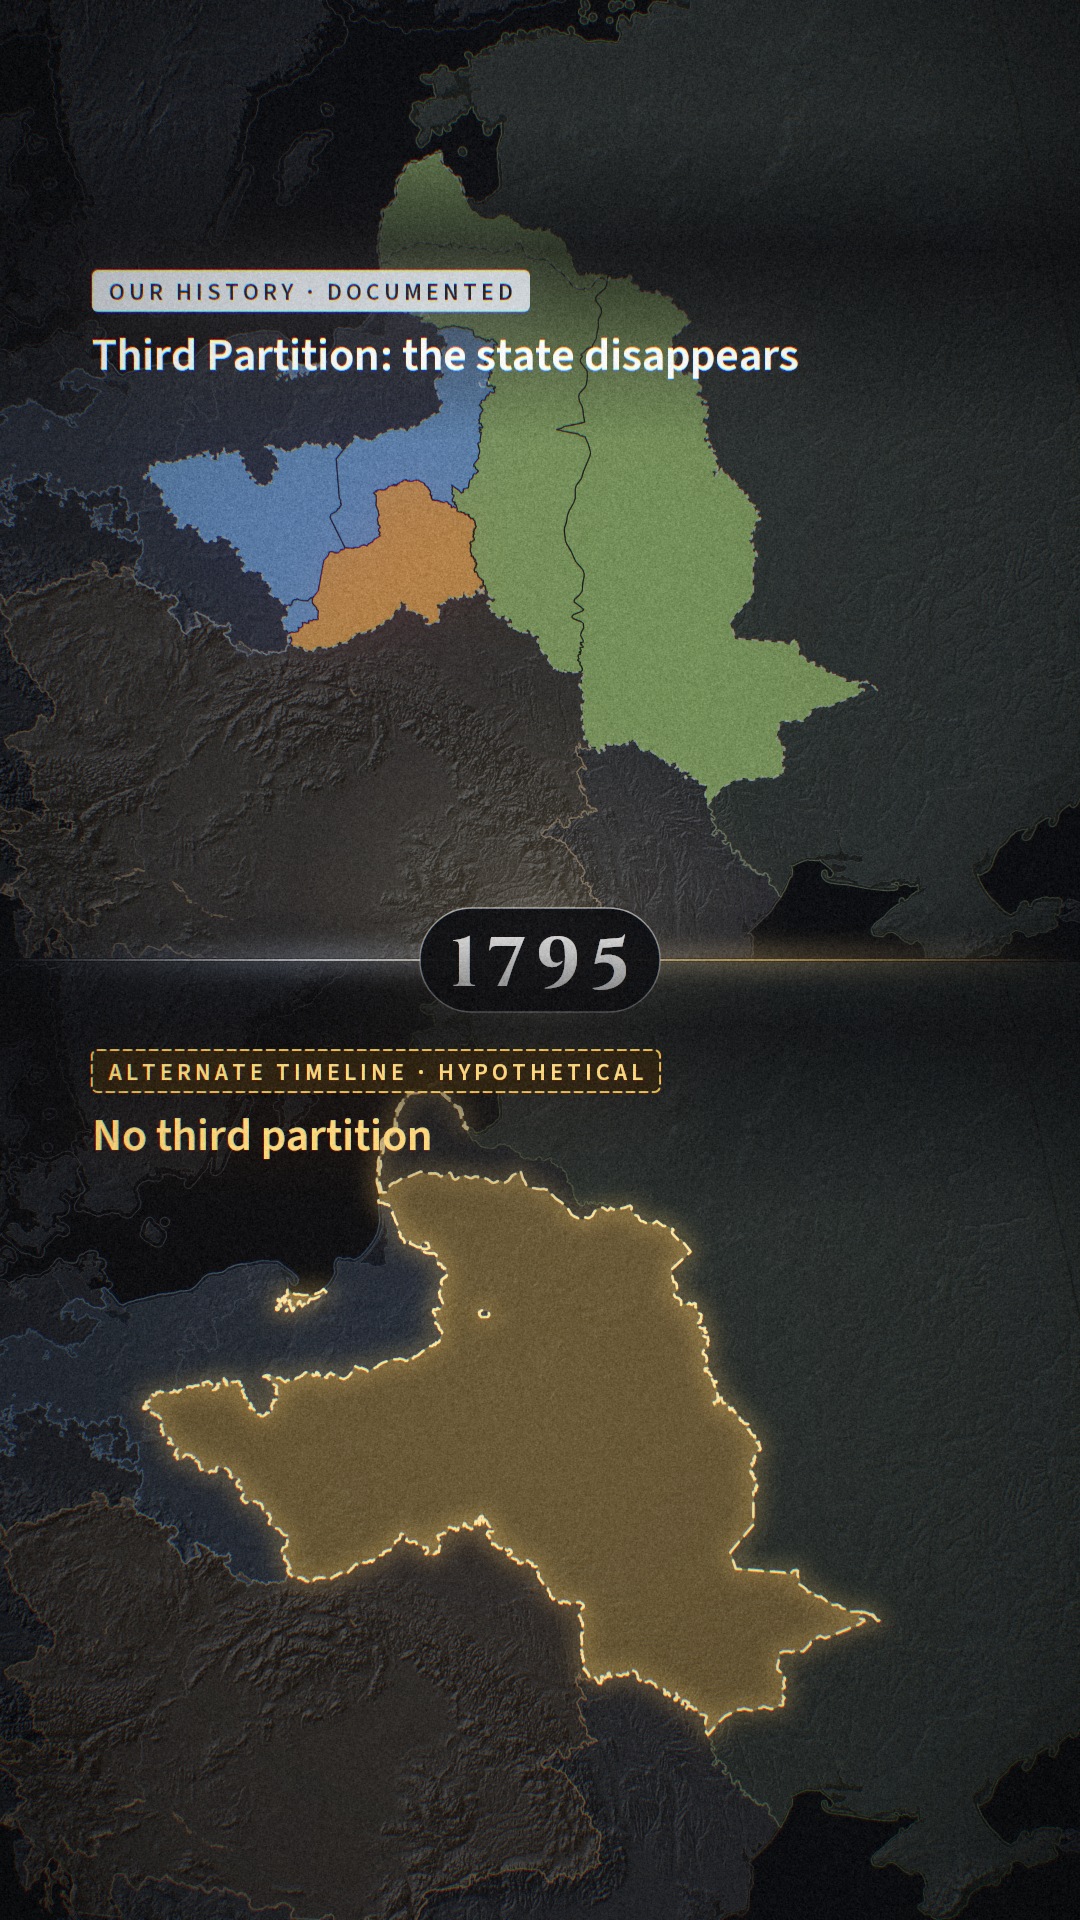 OUR HISTORY · DOCUMENTED
Third Partition: the state disappears
1795
ALTERNATE TIMELINE · HYPOTHETICAL
No third partition